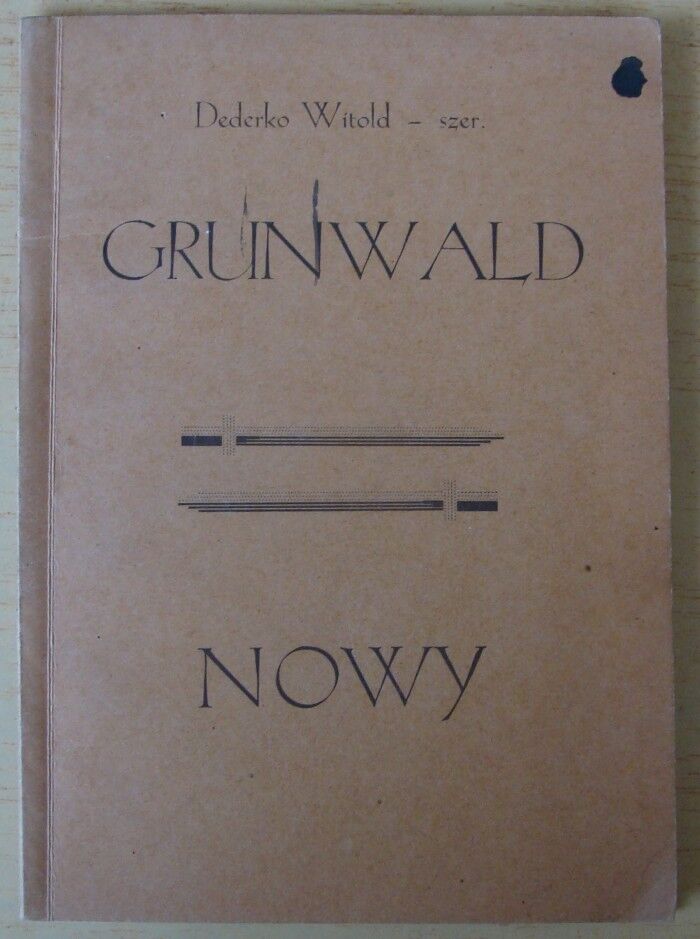 Dederko Witold – szer.
GRUNWALD
NOWY